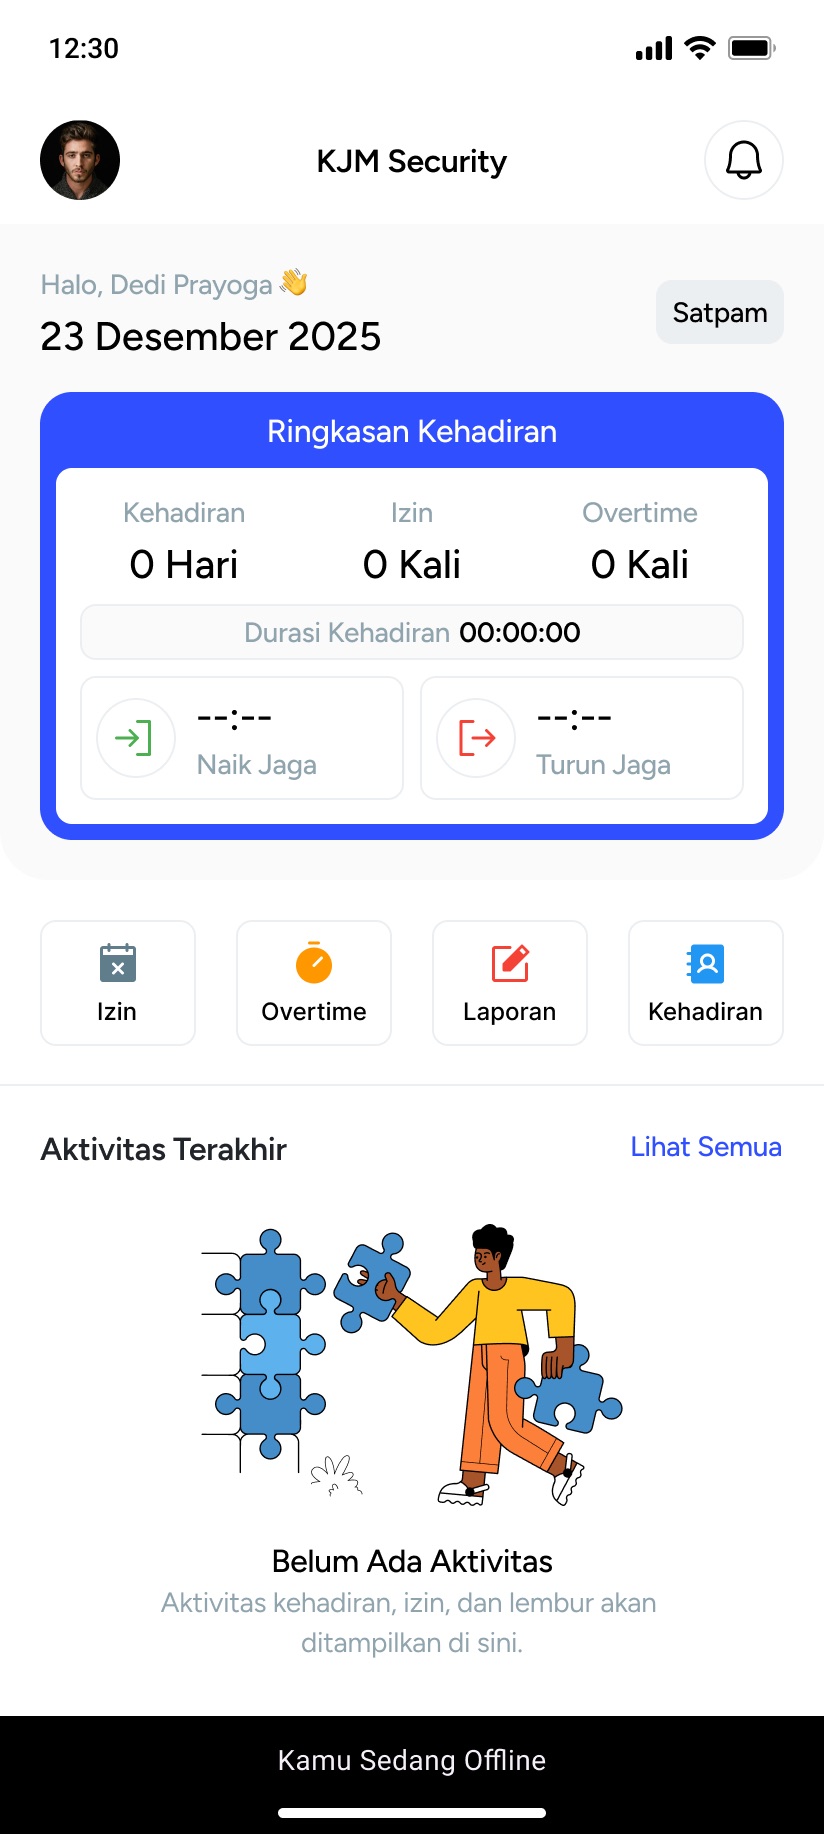 12:30
KJM Security
Halo, Dedi Prayoga 👋
23 Desember 2025
Satpam
Ringkasan Kehadiran
Kehadiran Izin Overtime
0 Hari 0 Kali 0 Kali
Durasi Kehadiran 00:00:00
--:-- --:--
Naik Jaga Turun Jaga
Izin Overtime Laporan Kehadiran
Aktivitas Terakhir Lihat Semua
Belum Ada Aktivitas
Aktivitas kehadiran, izin, dan lembur akan
ditampilkan di sini.
Kamu Sedang Offline